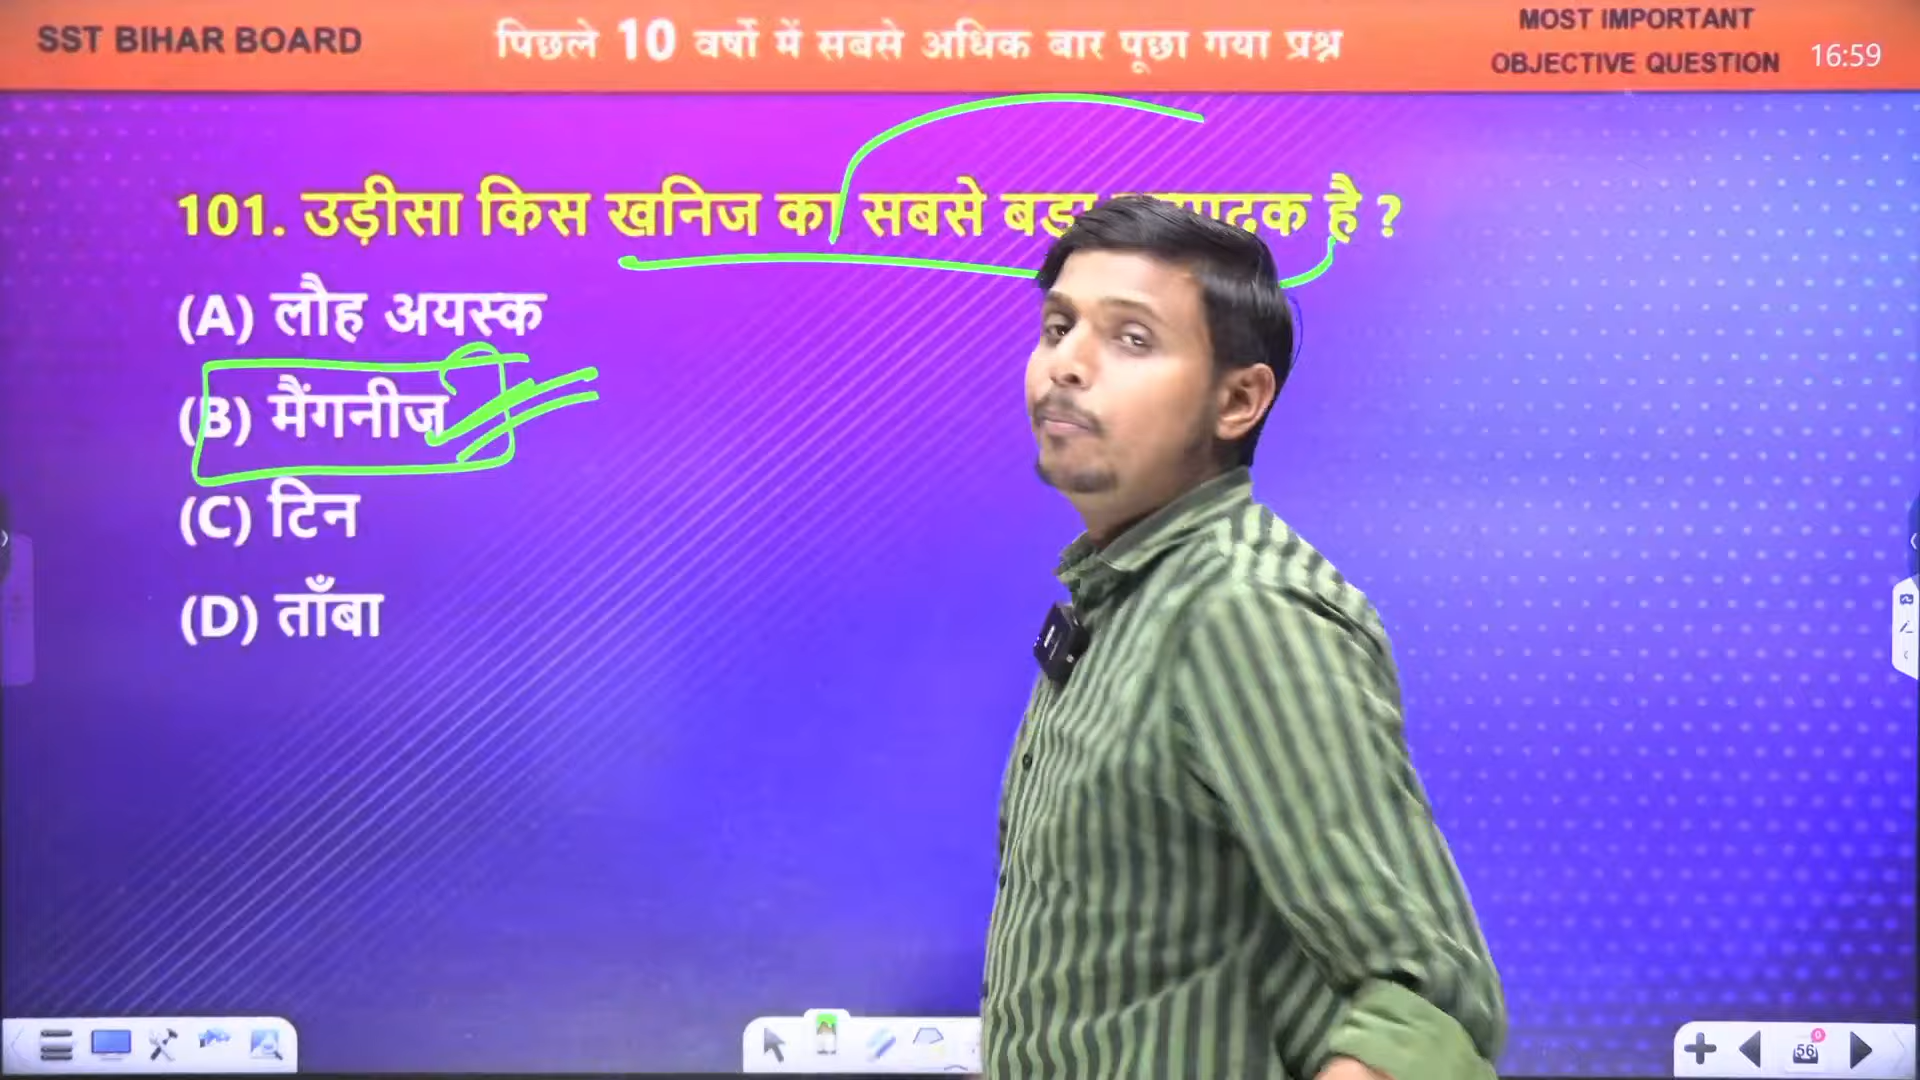 SST BIHAR BOARD
पिछले 10 वर्षो में सबसे अधिक बार पूछा गया प्रश्न
MOST IMPORTANT
OBJECTIVE QUESTION
16:59
101. उड़ीसा किस खनिज का सबसे बड़ा है ?
(A) लौह अयस्क
(B) मैंगनीज
(C) टिन
(D) ताँबा
56